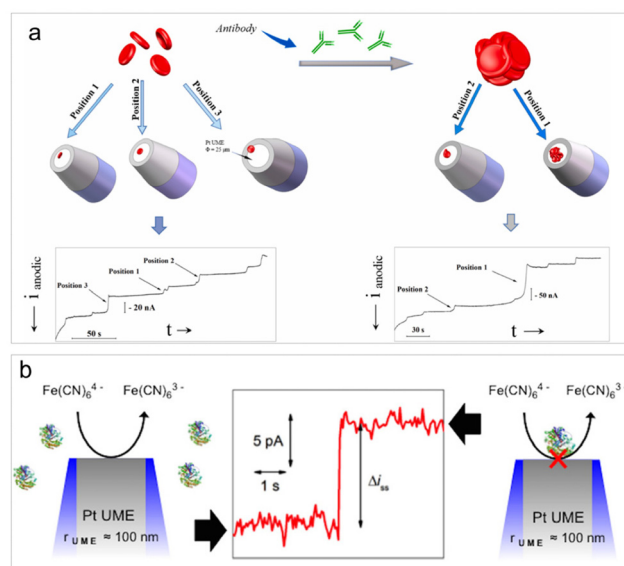 a
Antibody
Position 1
Position 2
Position 3
Position 2
Position 1
Pt UME
Φ = 25 µm
i anodic
Position 3
Position 1
Position 2
- 20 nA
50 s
t →
i anodic
Position 2
Position 1
- 50 nA
30 s
t →
b
Fe(CN)₆⁴⁻ Fe(CN)₆³⁻
Pt UME
r UME ≈ 100 nm
5 pA
1 s
Δiss
Fe(CN)₆⁴⁻ Fe(CN)₆³
Pt UME
r UME ≈ 100 nm